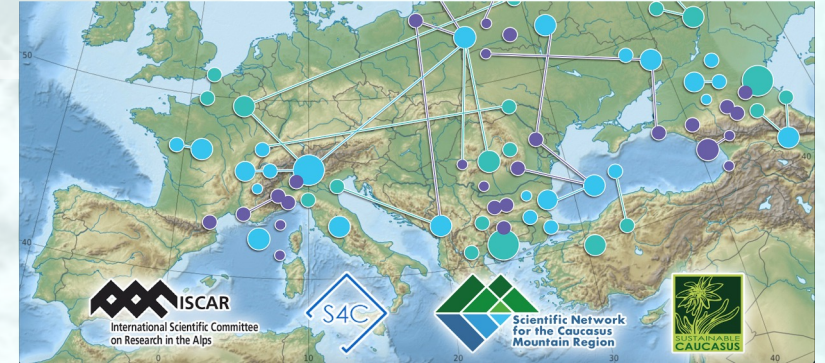 50
40
40
ISCAR
International Scientific Committee
on Research in the Alps
S4C
Scientific Network
for the Caucasus
Mountain Region
SUSTAINABLE
CAUCASUS
0
10
20
30